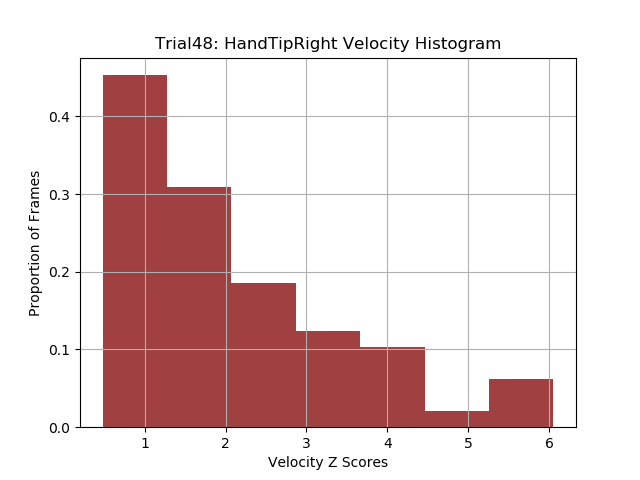 Trial48: HandTipRight Velocity Histogram
Proportion of Frames
0.4
0.3
0.2
0.1
0.0
1 2 3 4 5 6
Velocity Z Scores